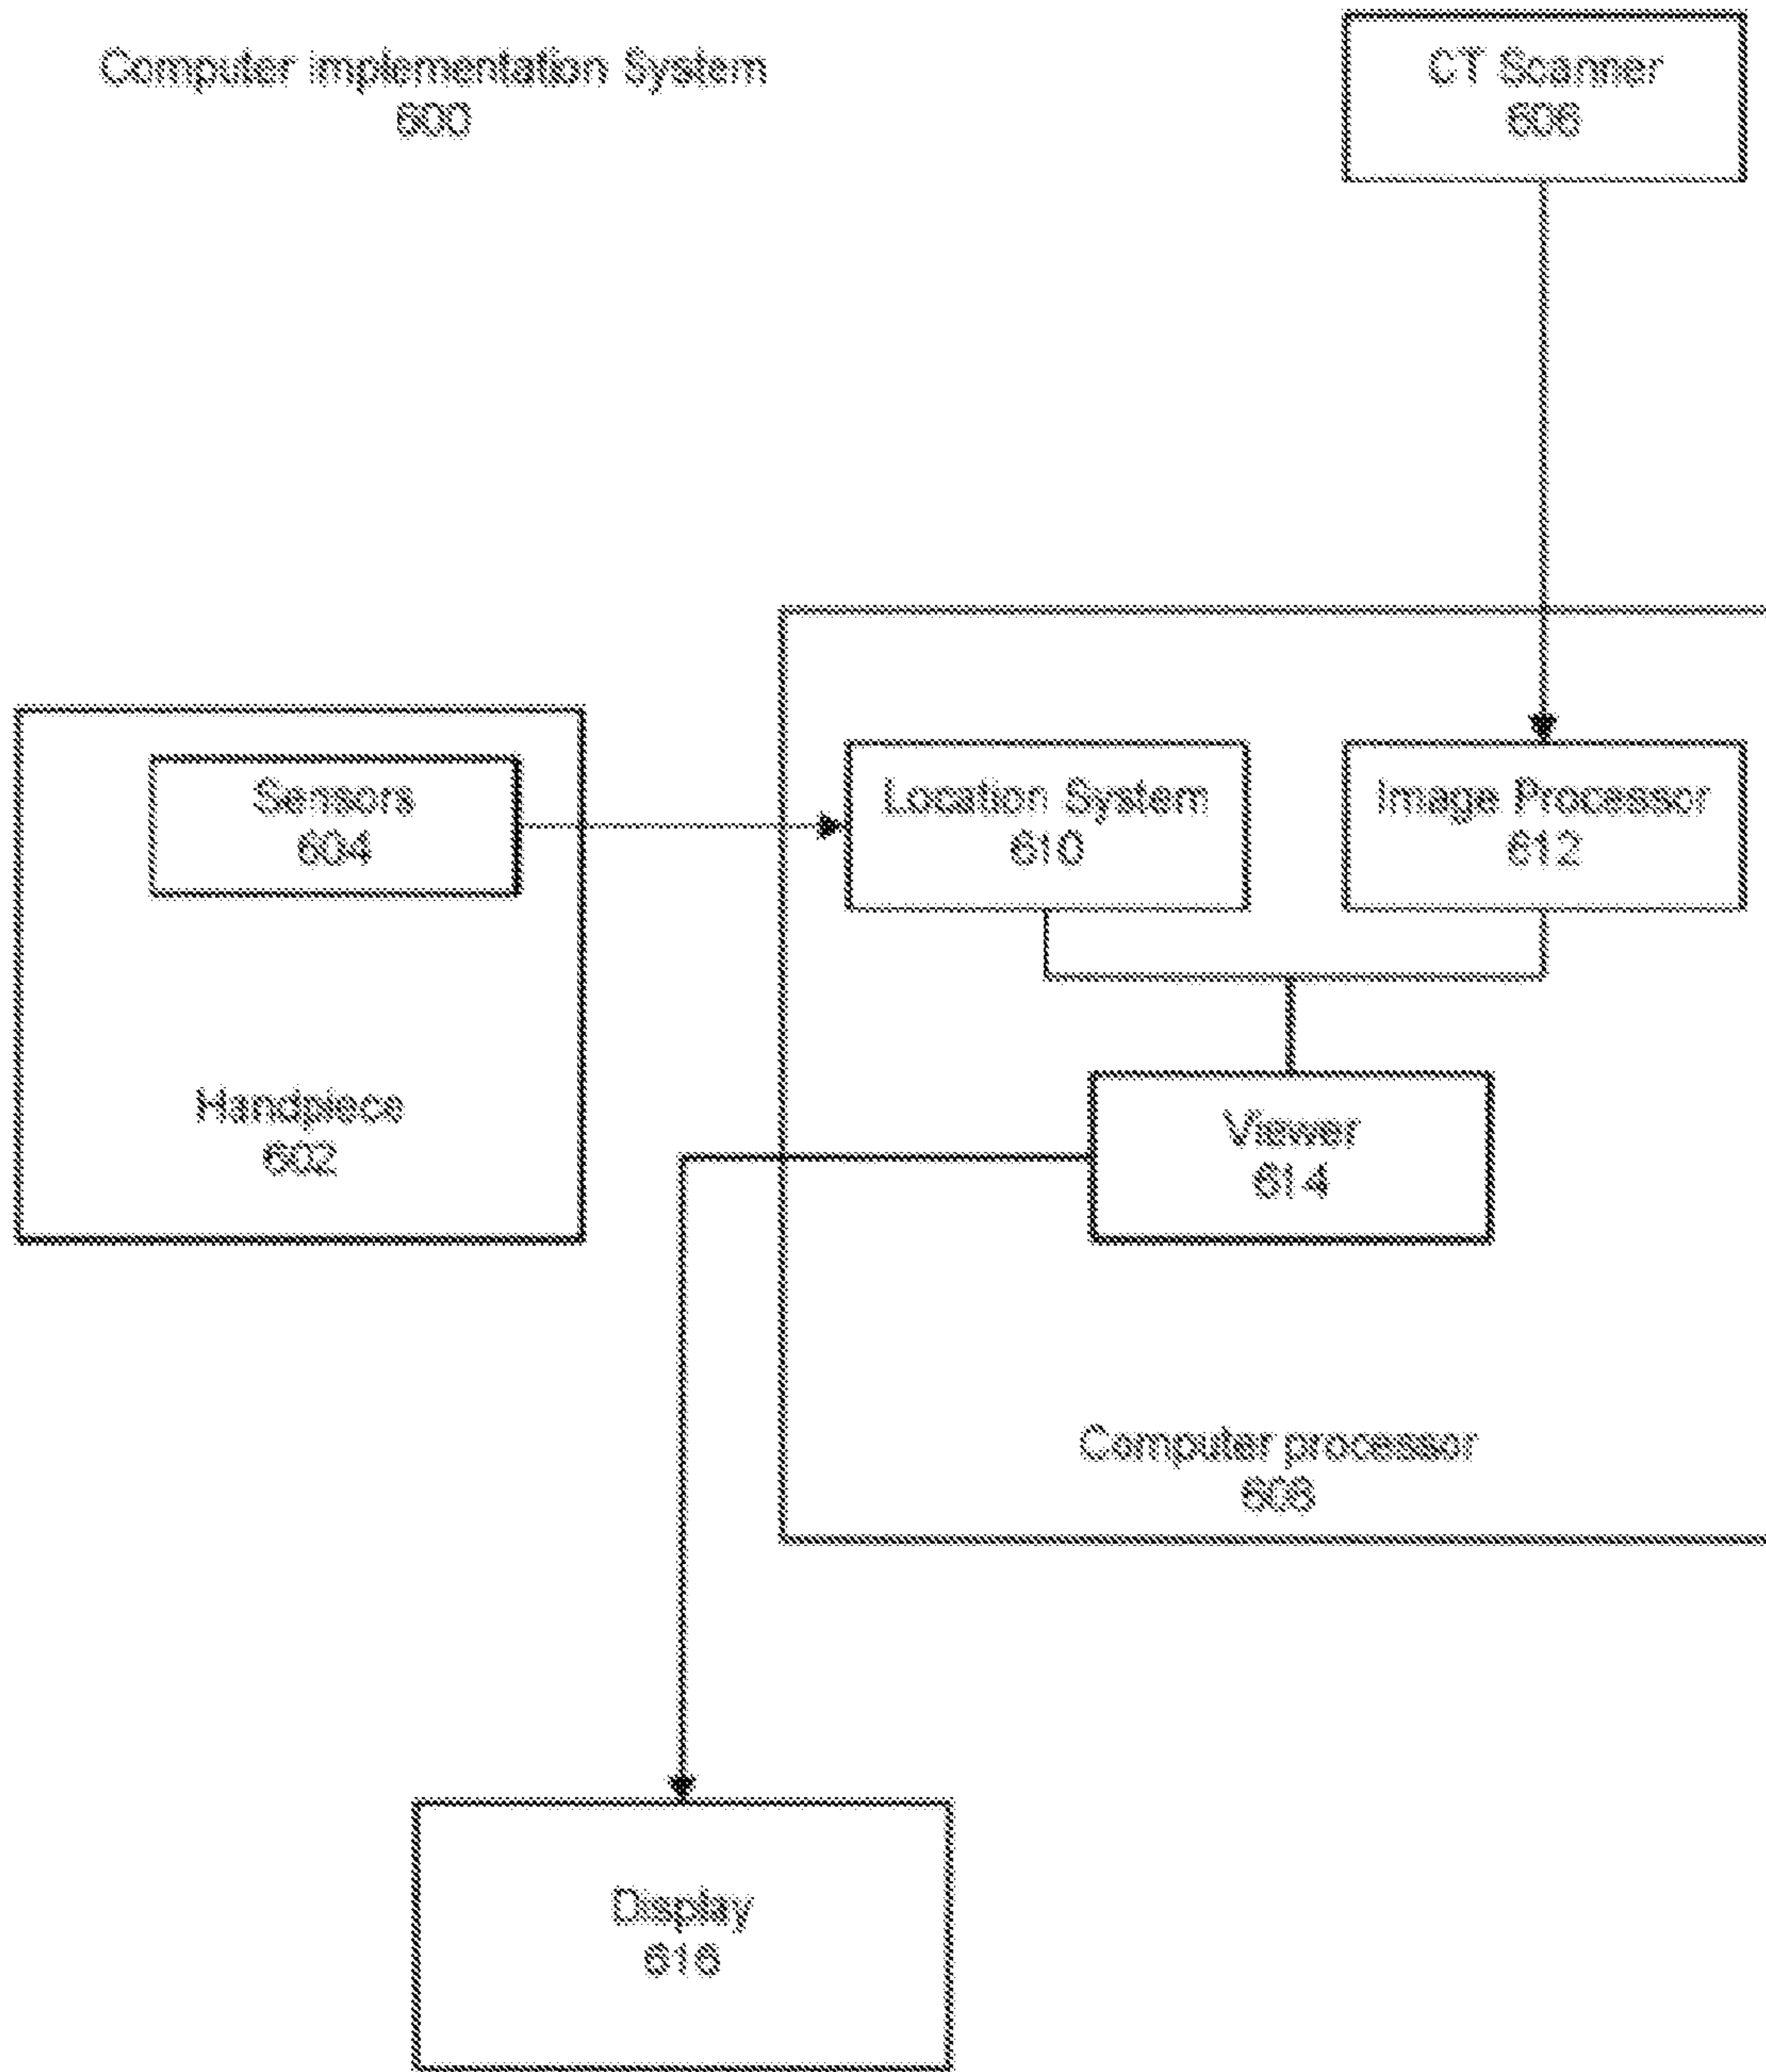 Computer implementation System
600
CT Scanner
606
Sensors
604
Location System
610
Image Processor
612
Handpiece
602
Viewer
614
Computer processor
608
Display
616